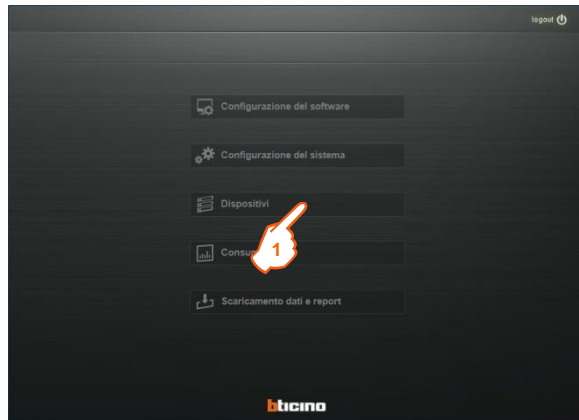 logout
Configurazione del software
Configurazione del sistema
Dispositivi
1
Scaricamento dati e report
bticino